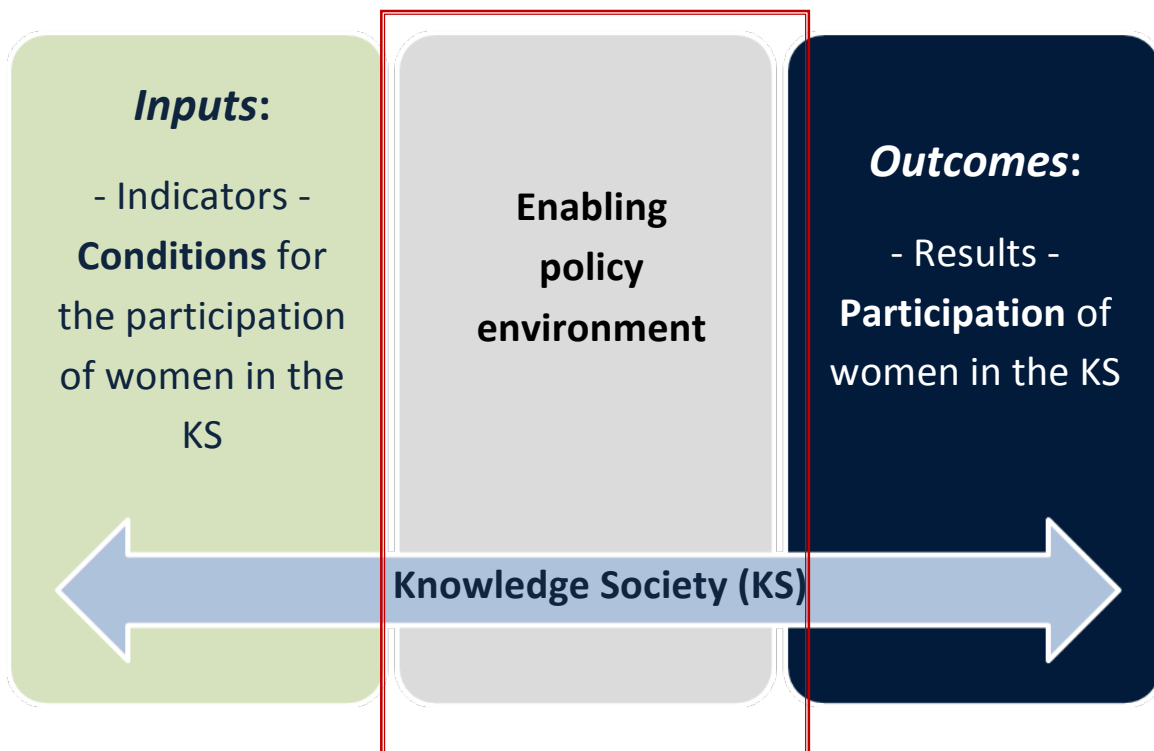 Inputs:
- Indicators -
Conditions for
the participation
of women in the
KS
Enabling
policy
environment
Outcomes:
- Results -
Participation of
women in the KS
Knowledge Society (KS)